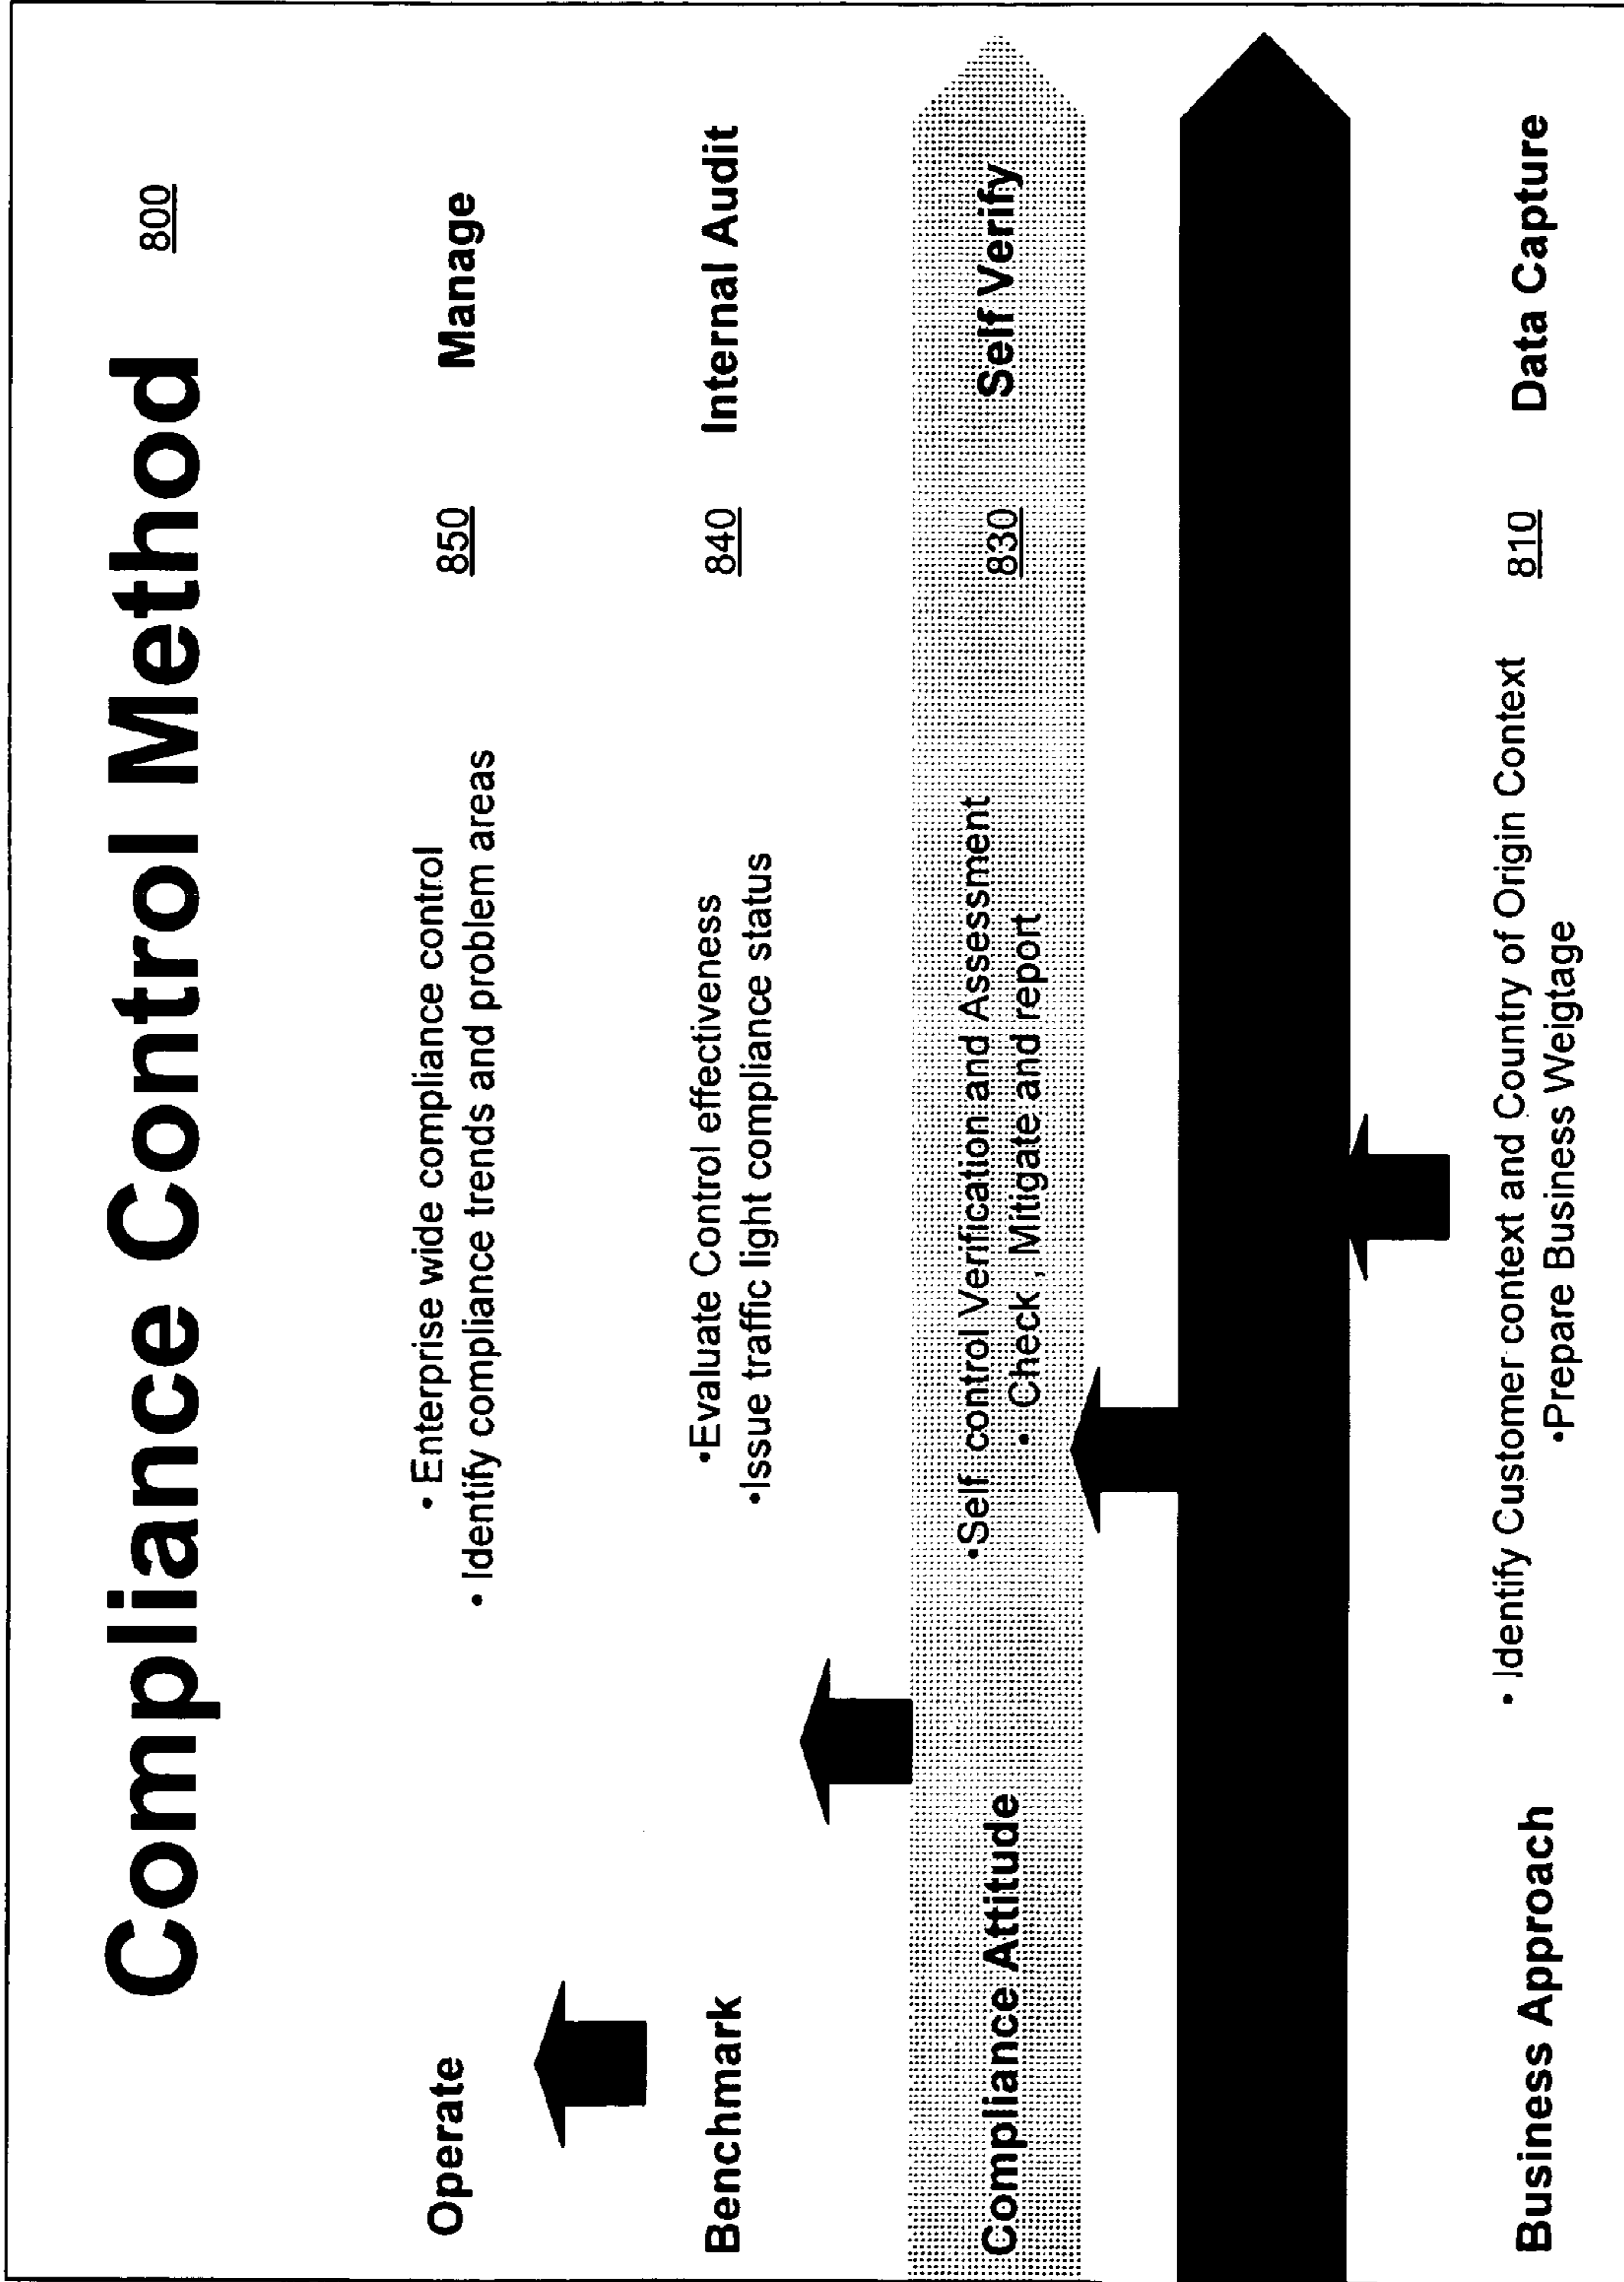 Compliance Control Method 800
Operate
• Enterprise wide compliance control
• Identify compliance trends and problem areas
850
Manage
Benchmark
•Evaluate Control effectiveness
•Issue traffic light compliance status
840
Internal Audit
Compliance Attitude
•Self control Verification and Assessment
• Check , Mitigate and report
830
Self Verify
Business Approach
• Identify Customer context and Country of Origin Context
•Prepare Business Weigtage
810
Data Capture